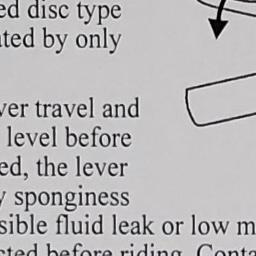 ed disc type
ated by only
ver travel and
level before
ed, the lever
sponginess
sible fluid leak or low m
cted before riding. Conta